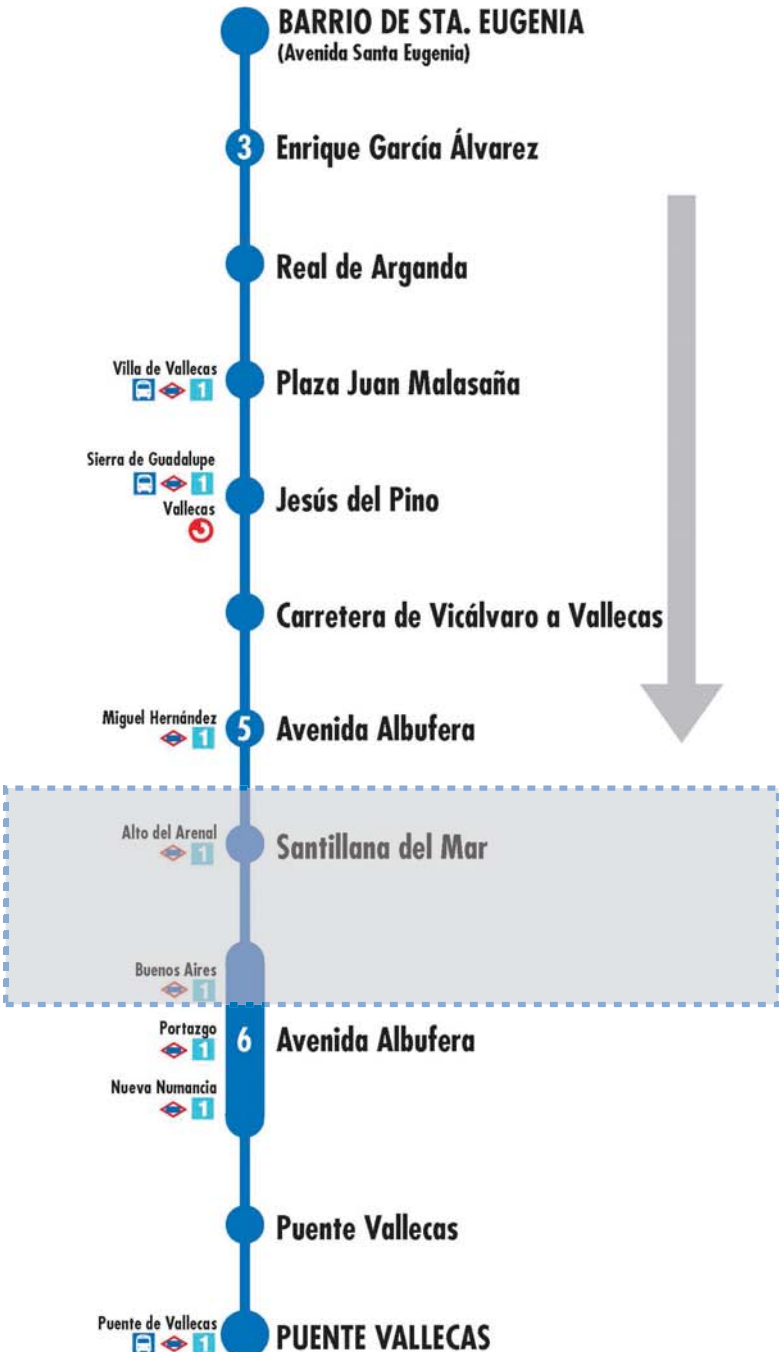 BARRIO DE STA. EUGENIA
(Avenida Santa Eugenia)
3 Enrique García Álvarez
Real de Arganda
Villa de Vallecas
1
Plaza Juan Malasaña
Sierra de Guadalupe
1
Vallecas
Jesús del Pino
Carretera de Vicálvaro a Vallecas
Miguel Hernández
1
5 Avenida Albufera
Alto del Arenal
1
Santillana del Mar
Buenos Aires
1
Portazgo
1
6 Avenida Albufera
Nueva Numancia
1
Puente Vallecas
Puente de Vallecas
1
PUENTE VALLECAS